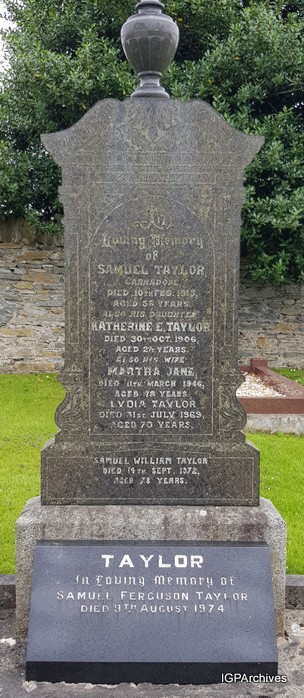 In
Loving Memory
of
SAMUEL TAYLOR
CARRADOAN,
DIED 10TH FEB. 1913,
AGED 56 YEARS.
ALSO HIS DAUGHTER
KATHERINE E. TAYLOR
DIED 30TH OCT. 1906,
AGED 2½ YEARS.
ALSO HIS WIFE
MARTHA JANE,
DIED 11TH MARCH 1946,
AGED 78 YEARS.
LYDIA TAYLOR
DIED 31ST JULY 1969,
AGED 70 YEARS.
SAMUEL WILLIAM TAYLOR
DIED 14TH SEPT. 1972,
AGED 78 YEARS.
TAYLOR
In Loving Memory of
SAMUEL FERGUSON TAYLOR
DIED 9TH AUGUST 1974
IGPArchives